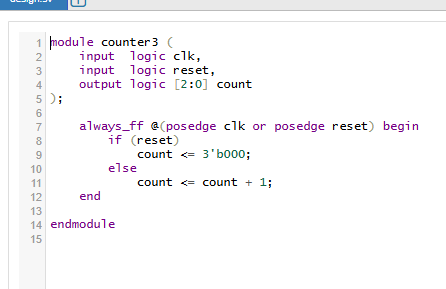 1 module counter3 (
2     input  logic clk,
3     input  logic reset,
4     output logic [2:0] count
5 );
6
7     always_ff @(posedge clk or posedge reset) begin
8         if (reset)
9             count <= 3'b000;
10         else
11             count <= count + 1;
12     end
13
14 endmodule
15